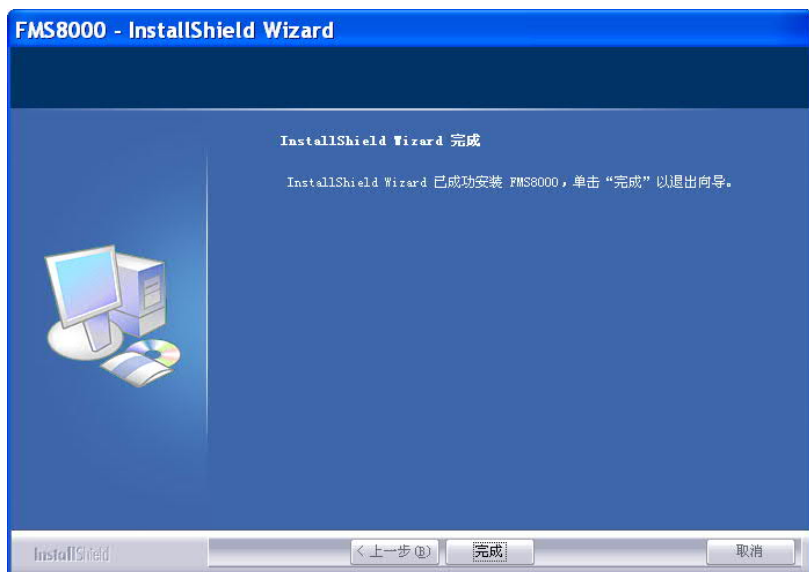 FMS8000 - InstallShield Wizard
InstallShield Wizard 完成
InstallShield Wizard 已成功安装 FMS8000，单击“完成”以退出向导。
InstallShield
< 上一步(B)
完成
取消